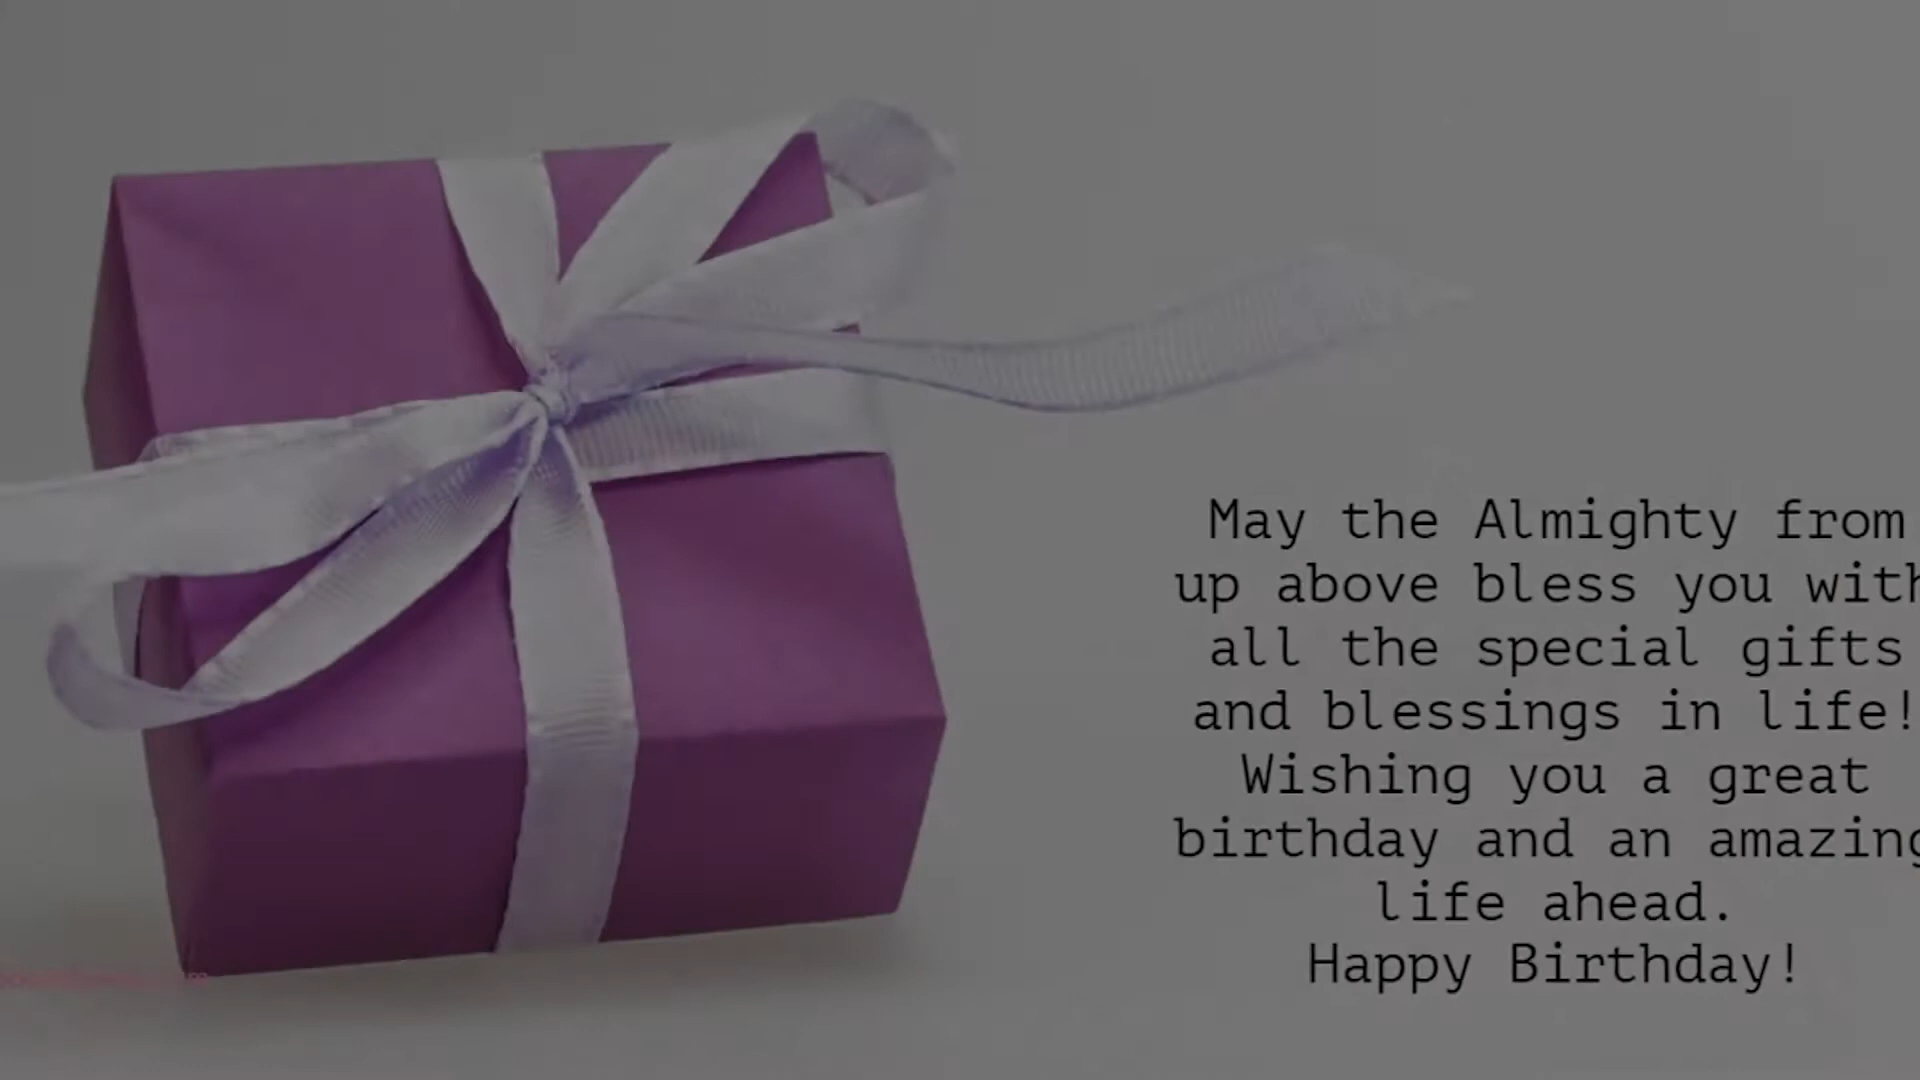 May the Almighty from
up above bless you with
all the special gifts
and blessings in life!
Wishing you a great
birthday and an amazing
life ahead.
Happy Birthday!